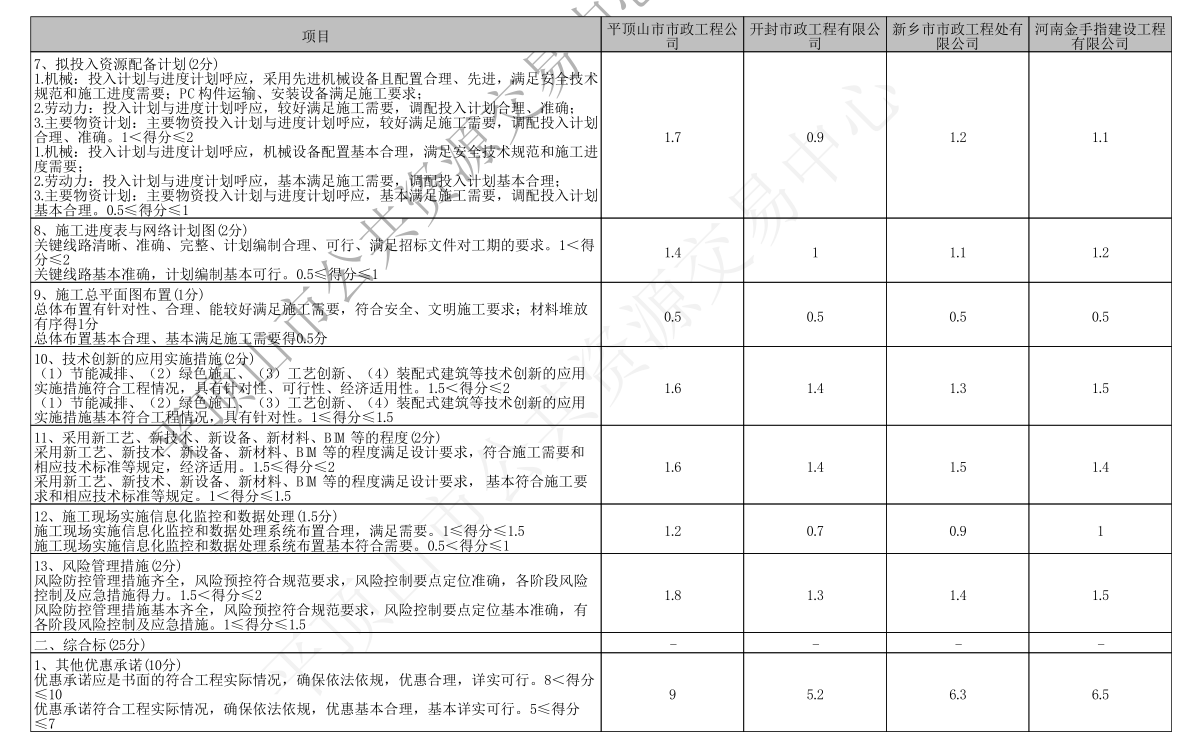 项目
平顶山市市政工程公
司
开封市政工程有限公
司
新乡市市政工程处有
限公司
河南金手指建设工程
有限公司
7、拟投入资源配备计划(2分)
1.机械：投入计划与进度计划呼应，采用先进机械设备且配置合理、先进，满足安全技术
规范和施工进度需要；PC 构件运输、安装设备满足施工要求；
2.劳动力：投入计划与进度计划呼应，较好满足施工需要，调配投入计划合理、准确；
3.主要物资计划：主要物资投入计划与进度计划呼应，较好满足施工需要，调配投入计划
合理、准确。1＜得分≤2
1.机械：投入计划与进度计划呼应，机械设备配置基本合理，满足安全技术规范和施工进
度需要；
2.劳动力：投入计划与进度计划呼应，基本满足施工需要，调配投入计划基本合理；
3.主要物资计划：主要物资投入计划与进度计划呼应，基本满足施工需要，调配投入计划
基本合理。0.5≤得分≤1
1.7
0.9
1.2
1.1
8、施工进度表与网络计划图(2分)
关键线路清晰、准确、完整、计划编制合理、可行、满足招标文件对工期的要求。1＜得
分≤2
关键线路基本准确，计划编制基本可行。0.5≤得分≤1
1.4
1
1.1
1.2
9、施工总平面图布置(1分)
总体布置有针对性、合理、能较好满足施工需要，符合安全、文明施工要求；材料堆放
有序得1分
总体布置基本合理、基本满足施工需要得0.5分
0.5
0.5
0.5
0.5
10、技术创新的应用实施措施(2分)
（1）节能减排、（2）绿色施工、（3）工艺创新、（4）装配式建筑等技术创新的应用
实施措施符合工程情况，具有针对性、可行性、经济适用性。1.5＜得分≤2
（1）节能减排、（2）绿色施工、（3）工艺创新、（4）装配式建筑等技术创新的应用
实施措施基本符合工程情况，具有针对性。1≤得分≤1.5
1.6
1.4
1.3
1.5
11、采用新工艺、新技术、新设备、新材料、BIM 等的程度(2分)
采用新工艺、新技术、新设备、新材料、BIM 等的程度满足设计要求，符合施工需要和
相应技术标准等规定，经济适用。1.5≤得分≤2
采用新工艺、新技术、新设备、新材料、BIM 等的程度满足设计要求， 基本符合施工要
求和相应技术标准等规定。1＜得分≤1.5
1.6
1.4
1.5
1.4
12、施工现场实施信息化监控和数据处理(1.5分)
施工现场实施信息化监控和数据处理系统布置合理，满足需要。1≤得分≤1.5
施工现场实施信息化监控和数据处理系统布置基本符合需要。0.5＜得分≤1
1.2
0.7
0.9
1
13、风险管理措施(2分)
风险防控管理措施齐全，风险预控符合规范要求，风险控制要点定位准确，各阶段风险
控制及应急措施得力。1.5＜得分≤2
风险防控管理措施基本齐全，风险预控符合规范要求，风险控制要点定位基本准确，有
各阶段风险控制及应急措施。1≤得分≤1.5
1.8
1.3
1.4
1.5
二、综合标(25分)
–
–
–
–
1、其他优惠承诺(10分)
优惠承诺应是书面的符合工程实际情况，确保依法依规，优惠合理，详实可行。8＜得分
≤10
优惠承诺符合工程实际情况，确保依法依规，优惠基本合理，基本详实可行。5≤得分
≤7
9
5.2
6.3
6.5
平顶山市公共资源交易中心
平顶山市公共资源交易中心